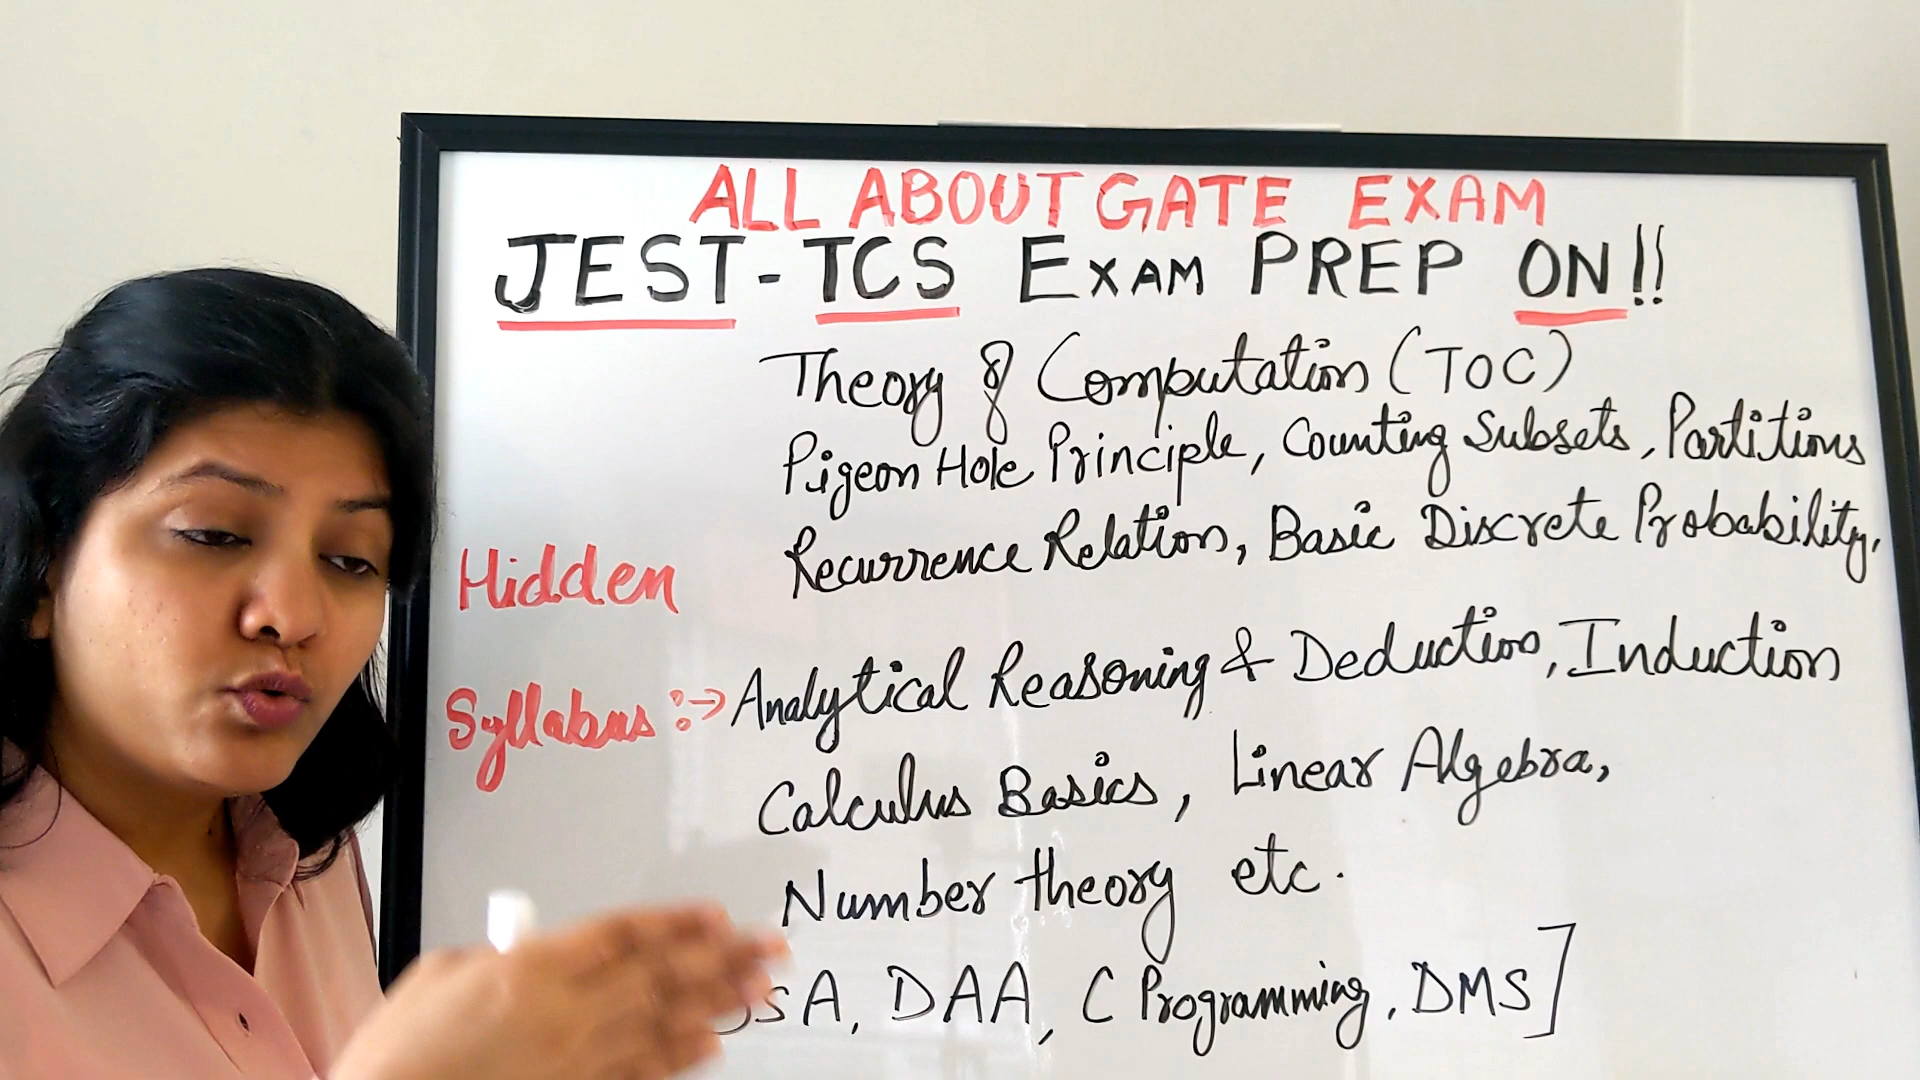 ALL ABOUT GATE EXAM
JEST-TCS EXAM PREP ON!!
Theory of Computation (TOC)
Pigeon Hole Principle, Counting Subsets, Partitions
Recurrence Relation, Basic Discrete Probability,
Hidden
Syllabus :→ Analytical Reasoning & Deduction, Induction
Calculus Basics, Linear Algebra,
Number theory etc.
SA, DAA, C Programming, DMS]